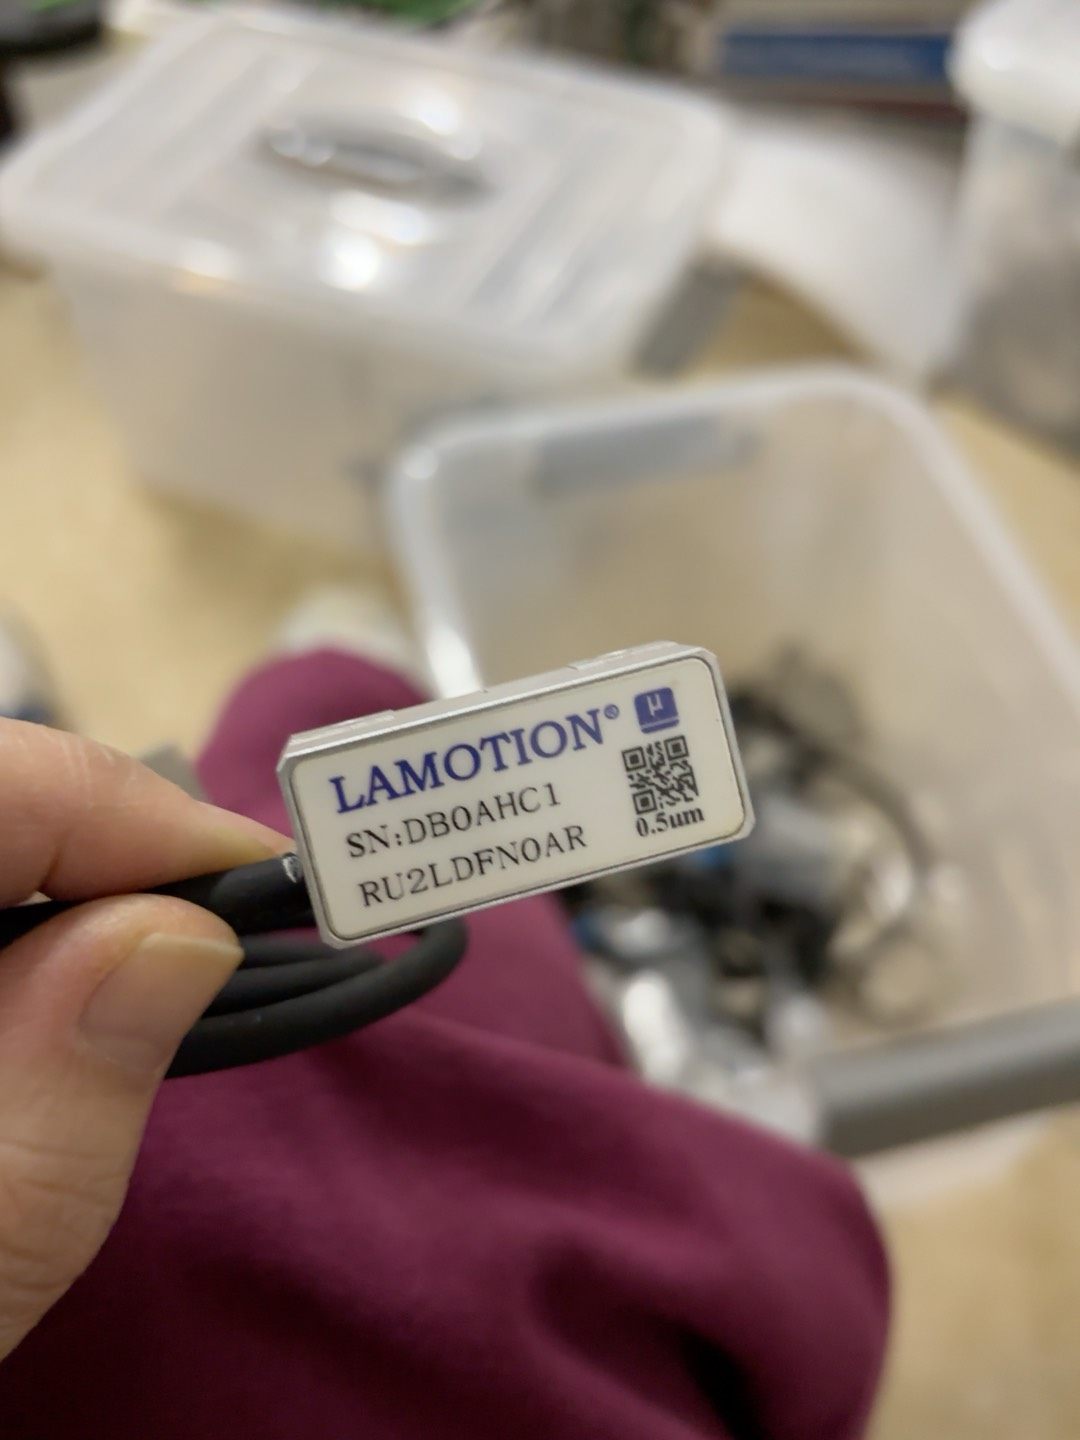 LAMOTION® µ
SN:DB0AHC1
RU2LDFN0AR
0.5um